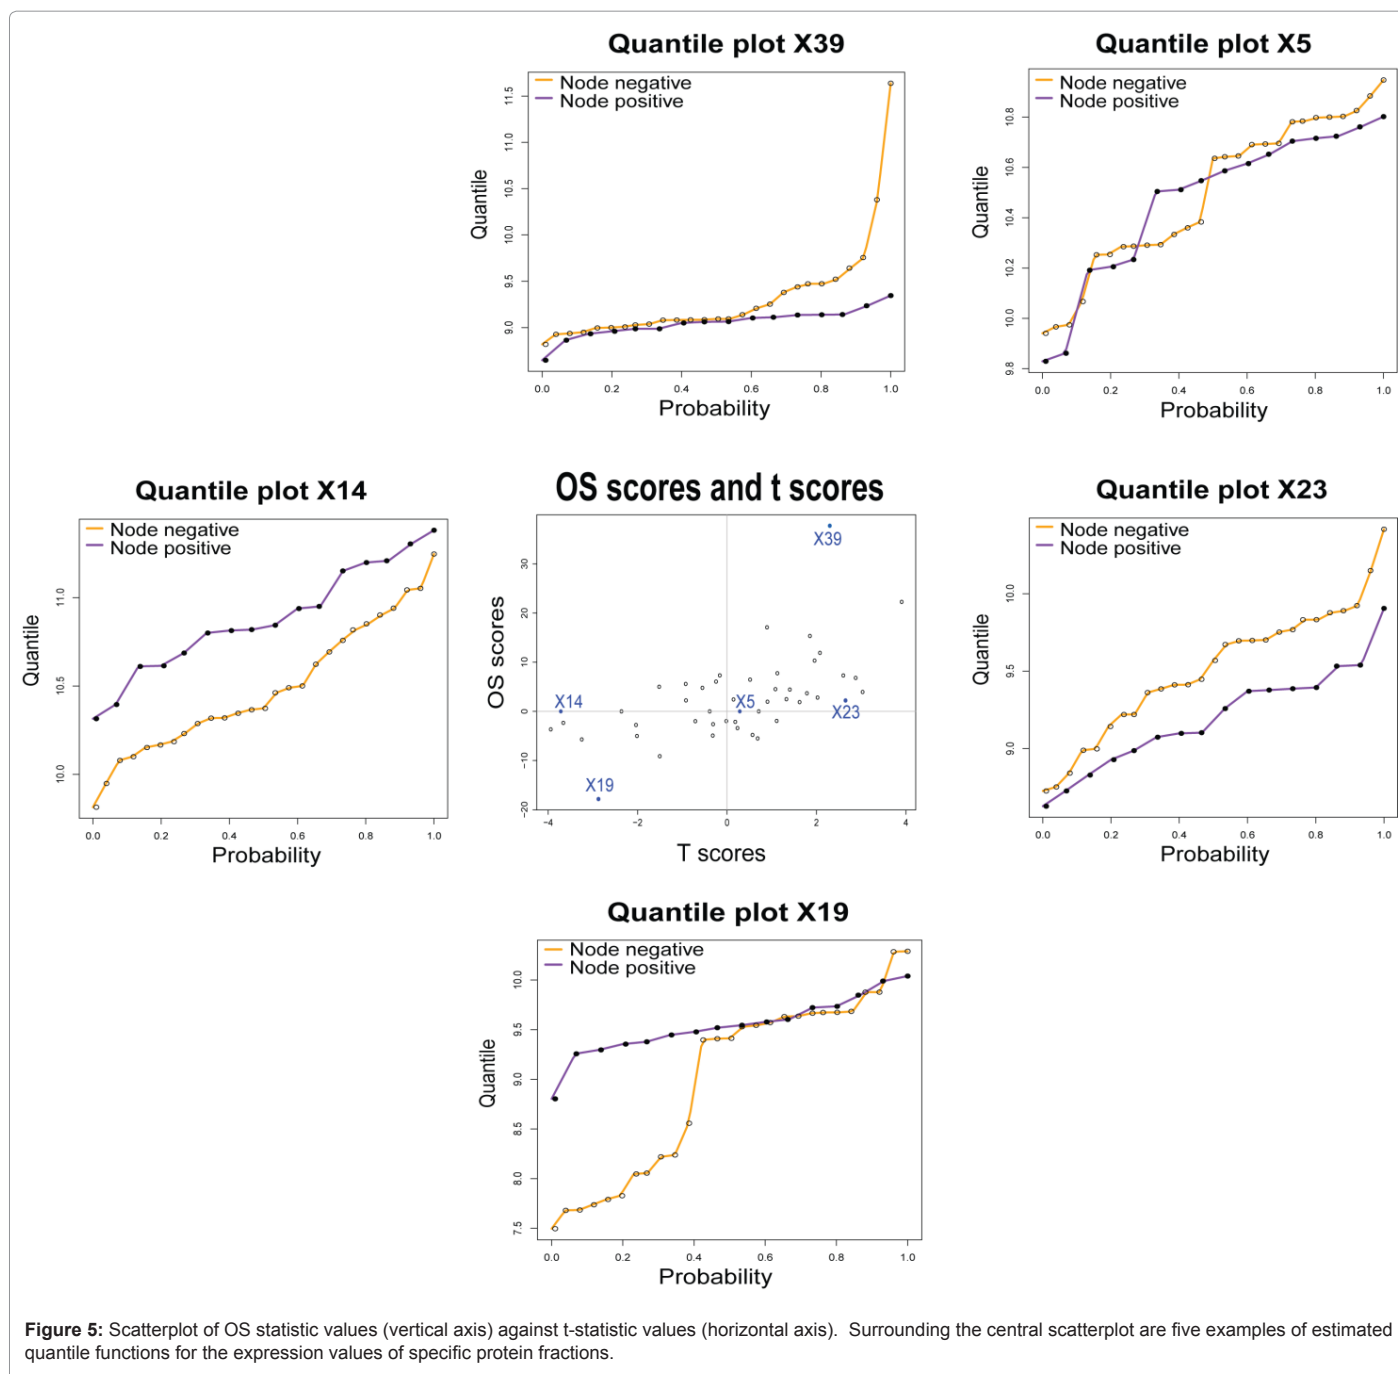 Quantile plot X39
Node negative
Node positive
Quantile
11.5
11.0
10.5
10.0
9.5
9.0
0.0 0.2 0.4 0.6 0.8 1.0
Probability
Quantile plot X5
Node negative
Node positive
Quantile
10.8
10.6
10.4
10.2
10.0
9.8
0.0 0.2 0.4 0.6 0.8 1.0
Probability
Quantile plot X14
Node negative
Node positive
Quantile
11.0
10.5
10.0
0.0 0.2 0.4 0.6 0.8 1.0
Probability
OS scores and t scores
OS scores
30
20
10
0
−10
−20
X39
X14
X5
X23
X19
−4 −2 0 2 4
T scores
Quantile plot X23
Node negative
Node positive
Quantile
10.0
9.5
9.0
0.0 0.2 0.4 0.6 0.8 1.0
Probability
Quantile plot X19
Node negative
Node positive
Quantile
10.0
9.5
9.0
8.5
8.0
7.5
0.0 0.2 0.4 0.6 0.8 1.0
Probability
Figure 5: Scatterplot of OS statistic values (vertical axis) against t-statistic values (horizontal axis). Surrounding the central scatterplot are five examples of estimated
quantile functions for the expression values of specific protein fractions.